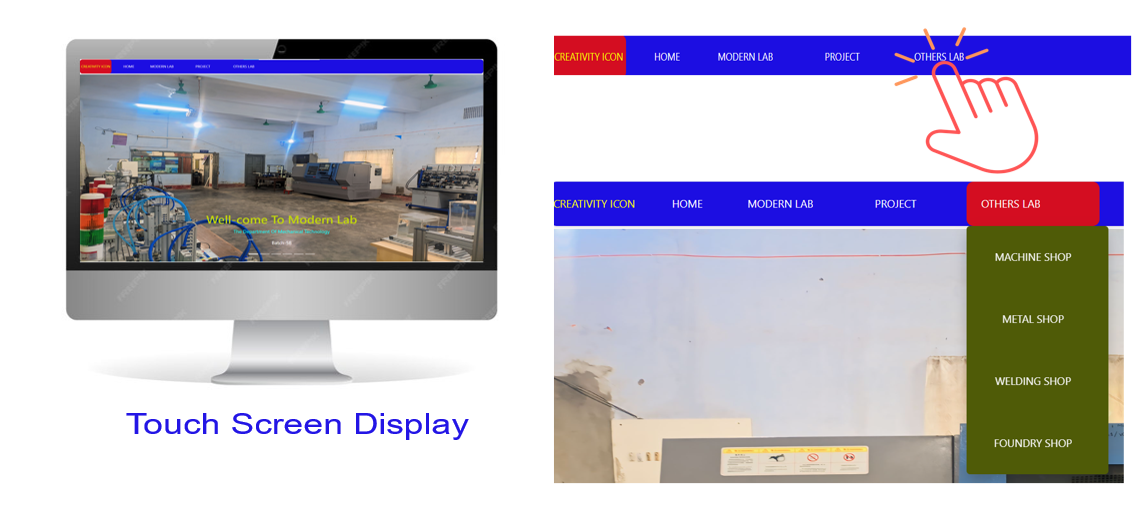 CREATIVITY ICON HOME MODERN LAB PROJECT OTHERS LAB
Well-come To Modern Lab
The Department Of Mechanical Technology
Batch-58
Touch Screen Display
CREATIVITY ICON HOME MODERN LAB PROJECT OTHERS LAB
CREATIVITY ICON HOME MODERN LAB PROJECT OTHERS LAB
MACHINE SHOP
METAL SHOP
WELDING SHOP
FOUNDRY SHOP